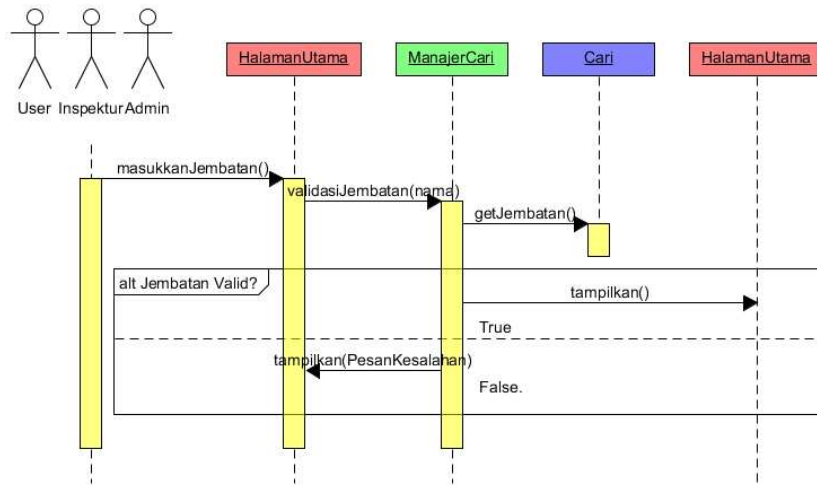 User Inspektur Admin
HalamanUtama
ManajerCari
Cari
HalamanUtama
masukkanJembatan()
validasiJembatan(nama)
getJembatan()
alt Jembatan Valid?
tampilkan()
True
tampilkan(PesanKesalahan)
False.